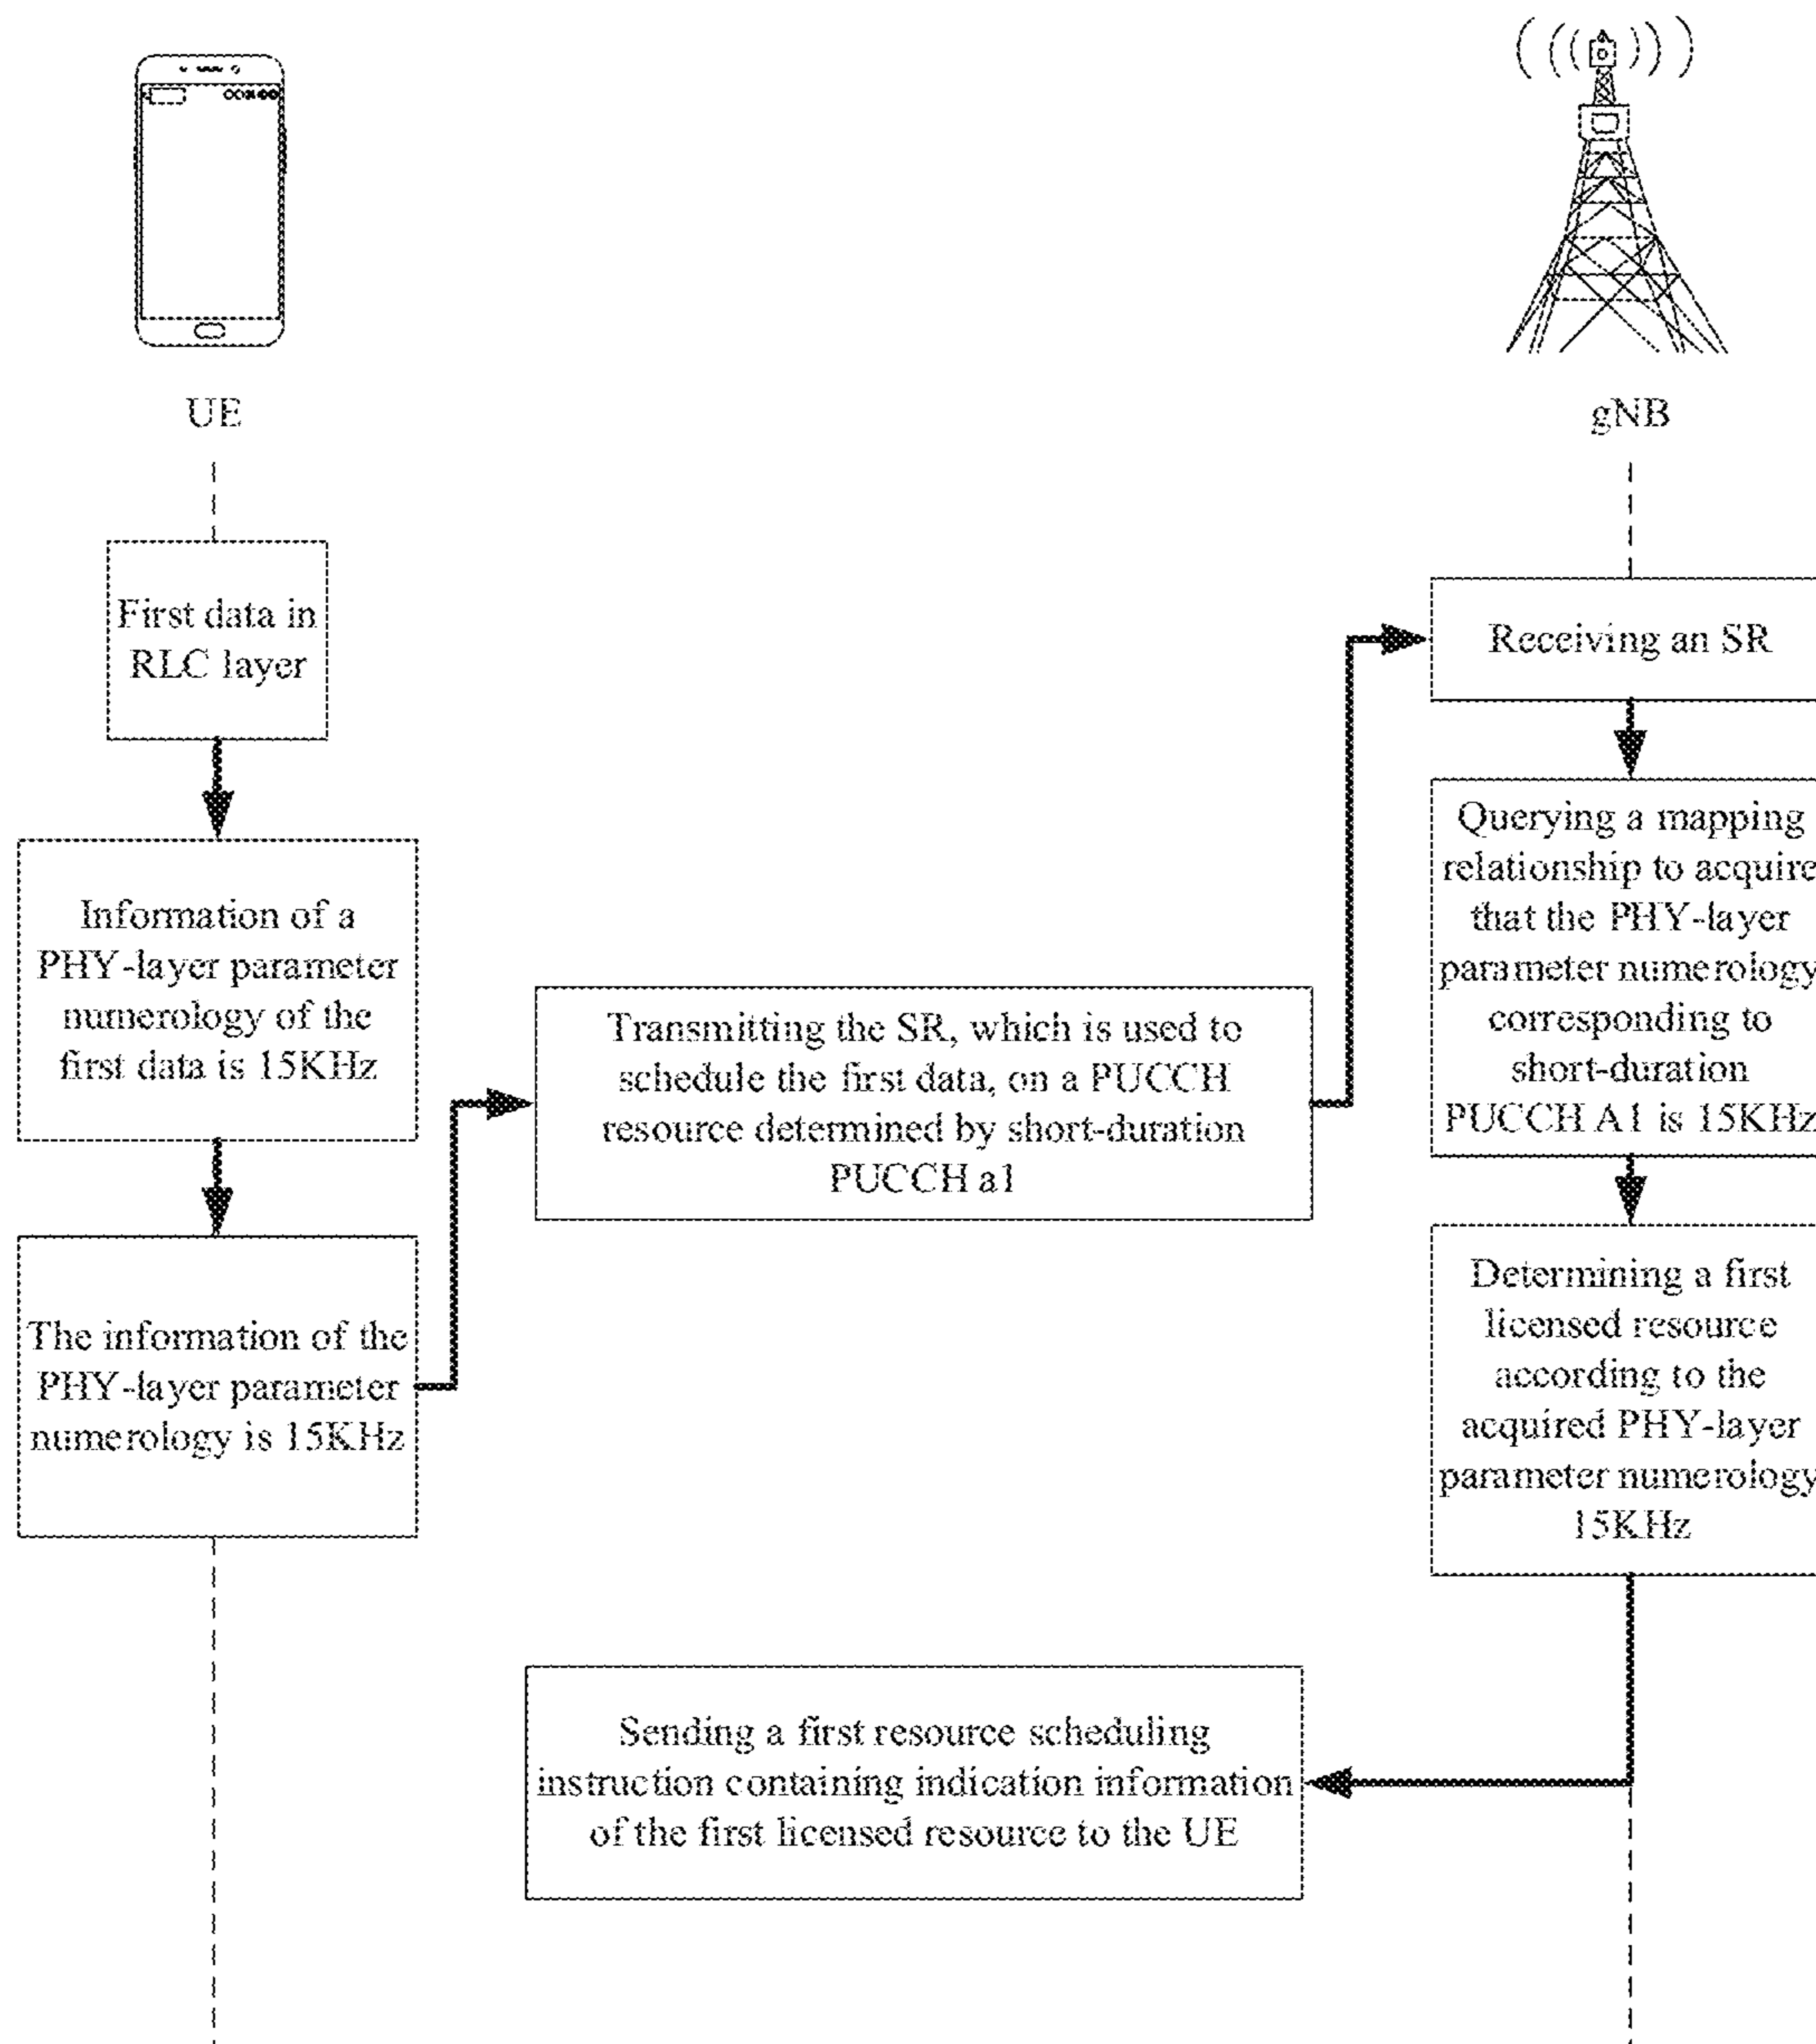 UE
gNB
First data in
RLC layer
Information of a
PHY-layer parameter
numerology of the
first data is 15KHz
The information of the
PHY-layer parameter
numerology is 15KHz
Transmitting the SR, which is used to
schedule the first data, on a PUCCH
resource determined by short-duration
PUCCH a1
Receiving an SR
Querying a mapping
relationship to acquire
that the PHY-layer
parameter numerology
corresponding to
short-duration
PUCCH A1 is 15KHz
Determining a first
licensed resource
according to the
acquired PHY-layer
parameter numerology
15KHz
Sending a first resource scheduling
instruction containing indication information
of the first licensed resource to the UE